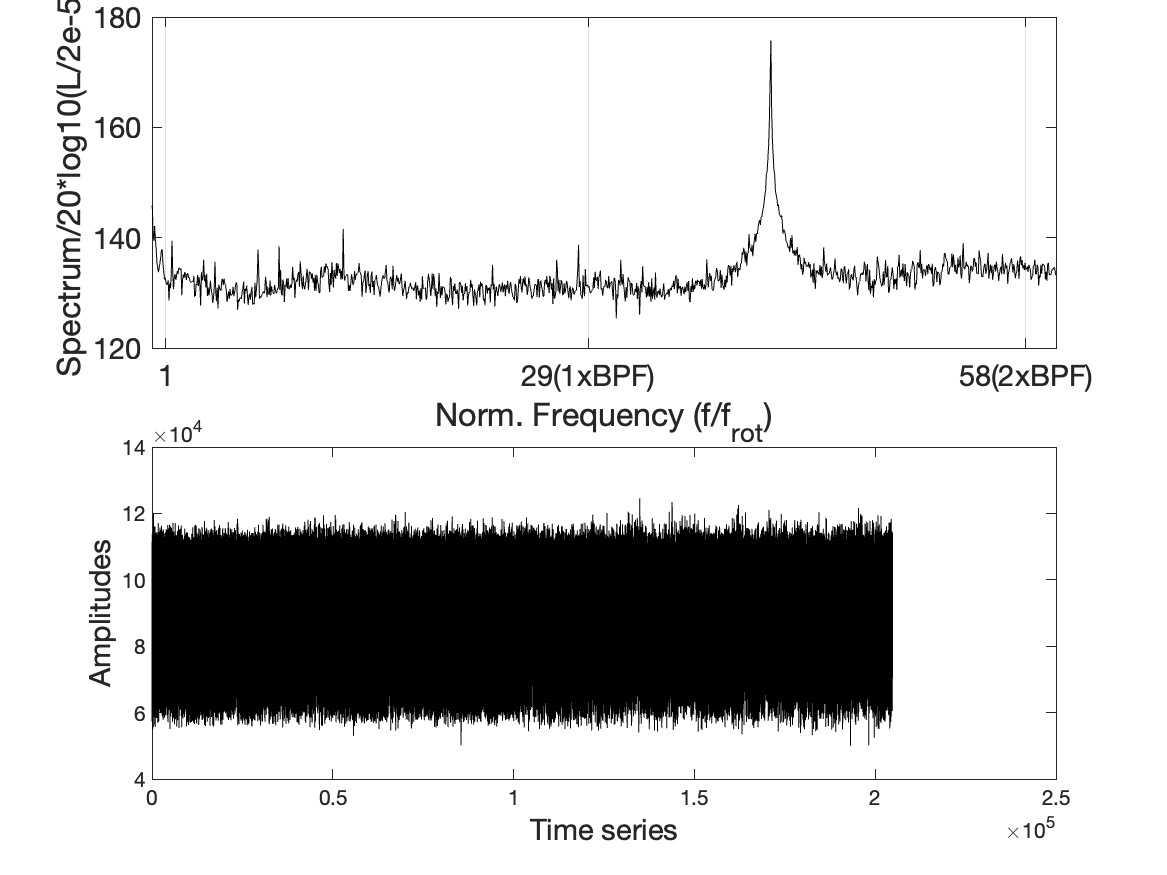 Spectrum/20*log10(L/2e-5
180
160
140
120
1 29(1xBPF) 58(2xBPF)
Norm. Frequency (f/f_rot)
×10^4
Amplitudes
14
12
10
8
6
4
0 0.5 1 1.5 2 2.5
Time series
×10^5